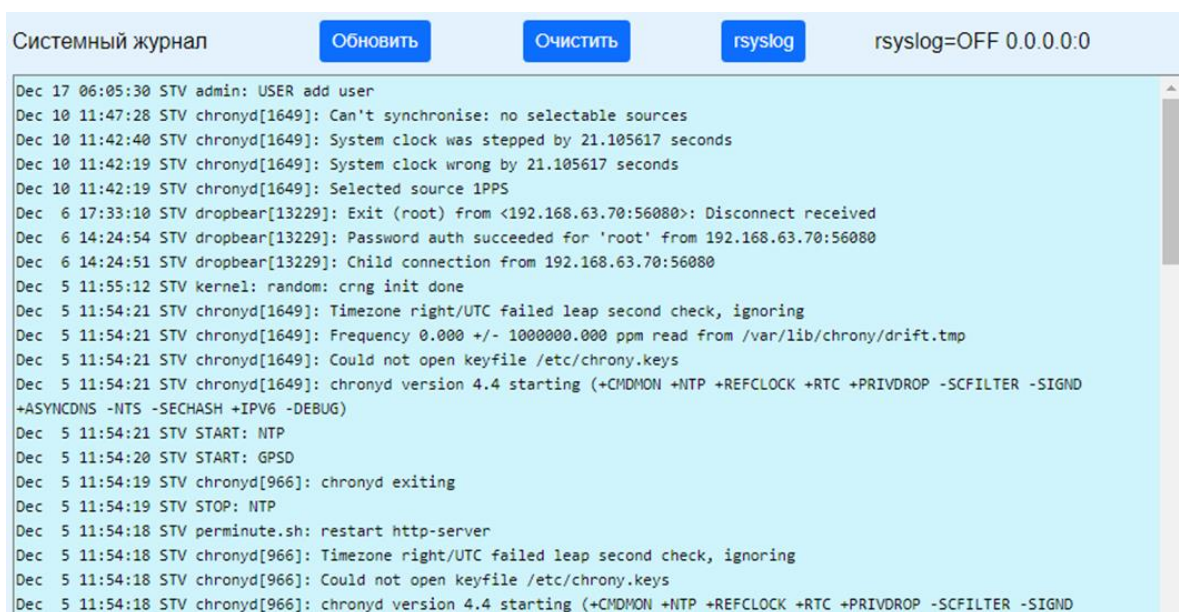 Системный журнал Обновить Очистить rsyslog rsyslog=OFF 0.0.0.0:0
Dec 17 06:05:30 STV admin: USER add user
Dec 10 11:47:28 STV chronyd[1649]: Can't synchronise: no selectable sources
Dec 10 11:42:40 STV chronyd[1649]: System clock was stepped by 21.105617 seconds
Dec 10 11:42:19 STV chronyd[1649]: System clock wrong by 21.105617 seconds
Dec 10 11:42:19 STV chronyd[1649]: Selected source 1PPS
Dec  6 17:33:10 STV dropbear[13229]: Exit (root) from <192.168.63.70:56080>: Disconnect received
Dec  6 14:24:54 STV dropbear[13229]: Password auth succeeded for 'root' from 192.168.63.70:56080
Dec  6 14:24:51 STV dropbear[13229]: Child connection from 192.168.63.70:56080
Dec  5 11:55:12 STV kernel: random: crng init done
Dec  5 11:54:21 STV chronyd[1649]: Timezone right/UTC failed leap second check, ignoring
Dec  5 11:54:21 STV chronyd[1649]: Frequency 0.000 +/- 1000000.000 ppm read from /var/lib/chrony/drift.tmp
Dec  5 11:54:21 STV chronyd[1649]: Could not open keyfile /etc/chrony.keys
Dec  5 11:54:21 STV chronyd[1649]: chronyd version 4.4 starting (+CMDMON +NTP +REFCLOCK +RTC +PRIVDROP -SCFILTER -SIGND
+ASYNCDNS -NTS -SECHASH +IPV6 -DEBUG)
Dec  5 11:54:21 STV START: NTP
Dec  5 11:54:20 STV START: GPSD
Dec  5 11:54:19 STV chronyd[966]: chronyd exiting
Dec  5 11:54:19 STV STOP: NTP
Dec  5 11:54:18 STV perminute.sh: restart http-server
Dec  5 11:54:18 STV chronyd[966]: Timezone right/UTC failed leap second check, ignoring
Dec  5 11:54:18 STV chronyd[966]: Could not open keyfile /etc/chrony.keys
Dec  5 11:54:18 STV chronyd[966]: chronyd version 4.4 starting (+CMDMON +NTP +REFCLOCK +RTC +PRIVDROP -SCFILTER -SIGND